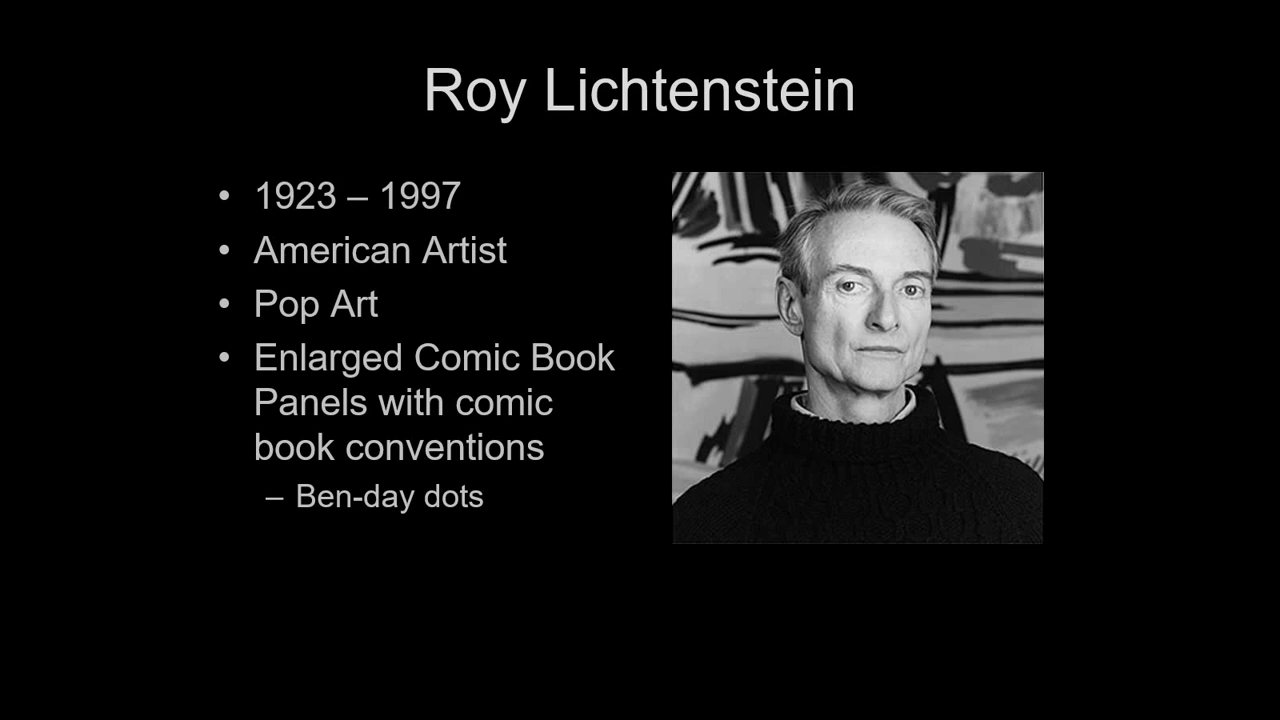 Roy Lichtenstein
• 1923 – 1997
• American Artist
• Pop Art
• Enlarged Comic Book
Panels with comic
book conventions
– Ben-day dots